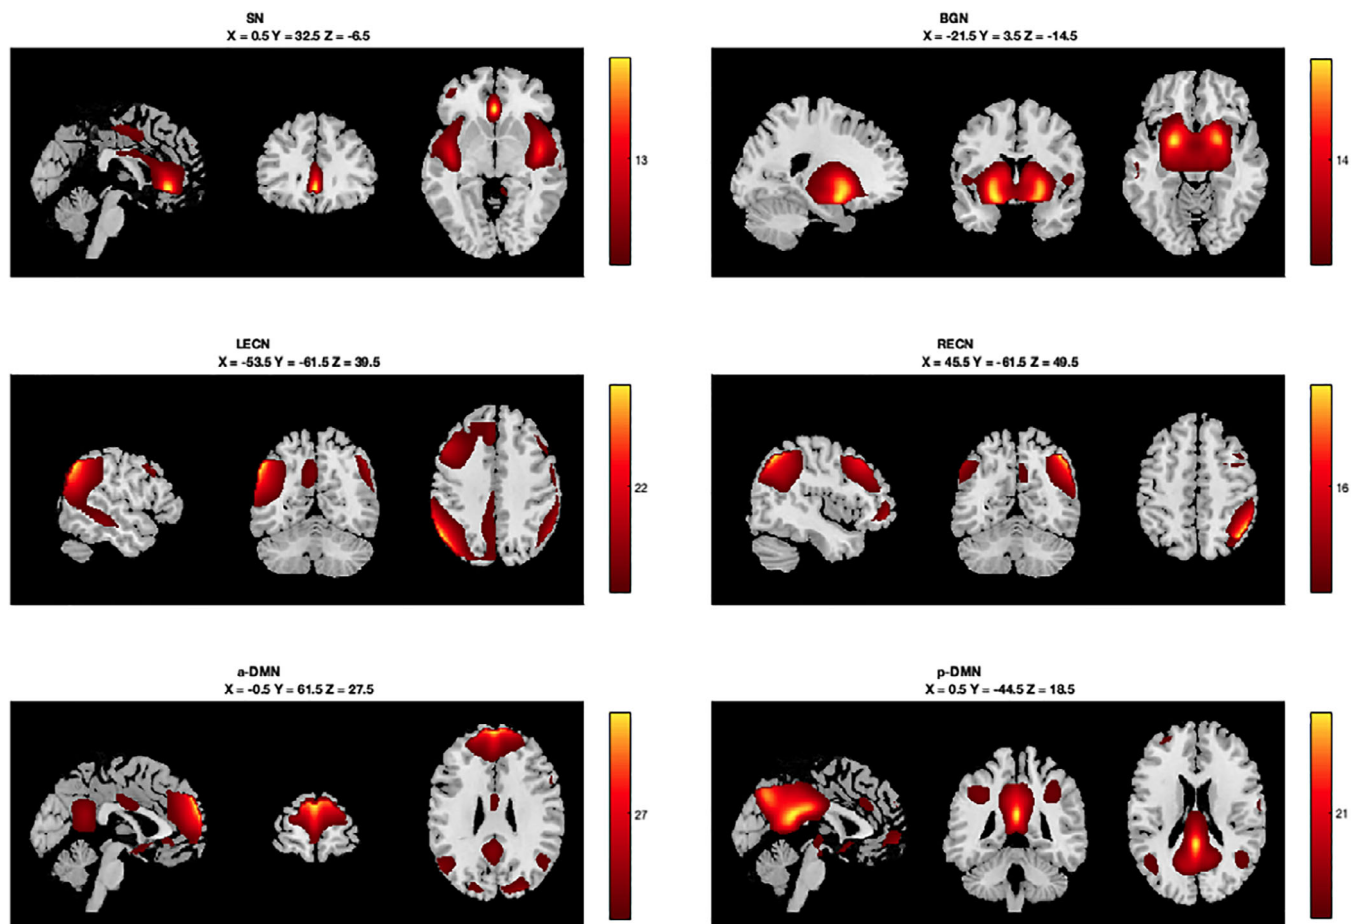 SN
X = 0.5 Y = 32.5 Z = -6.5
13
BGN
X = -21.5 Y = 3.5 Z = -14.5
14
LECN
X = -53.5 Y = -61.5 Z = 39.5
22
RECN
X = 45.5 Y = -61.5 Z = 49.5
16
a-DMN
X = -0.5 Y = 61.5 Z = 27.5
27
p-DMN
X = 0.5 Y = -44.5 Z = 18.5
21